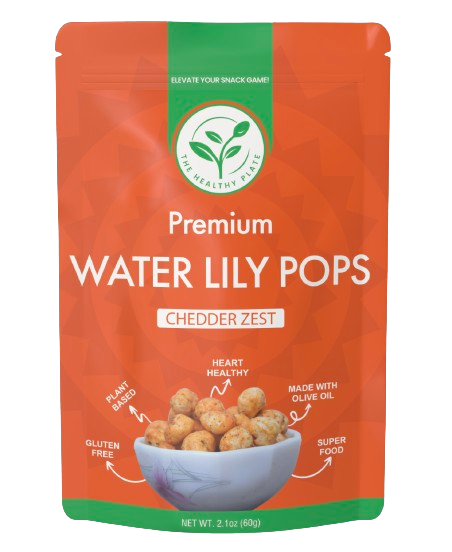 ELEVATE YOUR SNACK GAME!
THE HEALTHY PLATE
Premium
WATER LILY POPS
CHEDDER ZEST
HEART
HEALTHY
PLANT
BASED
MADE WITH
OLIVE OIL
GLUTEN
FREE
SUPER
FOOD
NET WT. 2.1oz (60g)